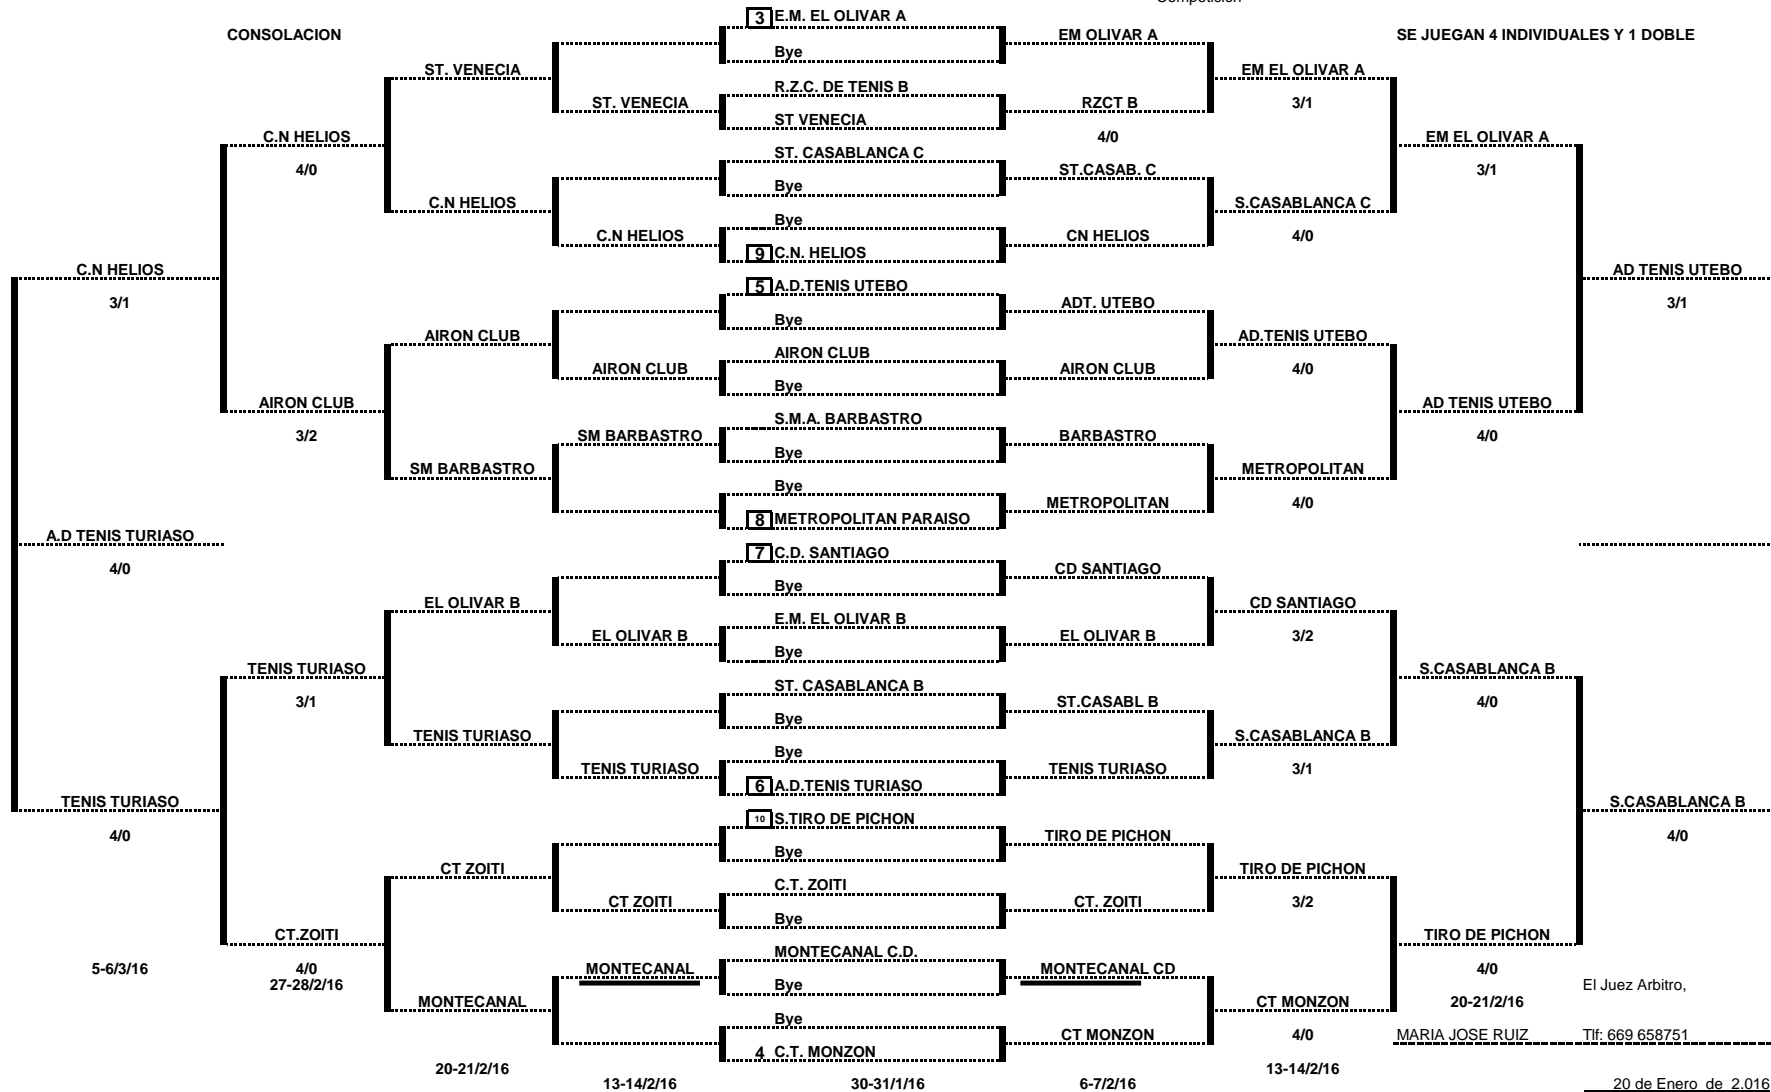 Competición
3 E.M. EL OLIVAR A
CONSOLACION
EM OLIVAR A
SE JUEGAN 4 INDIVIDUALES Y 1 DOBLE
Bye
ST. VENECIA
EM EL OLIVAR A
R.Z.C. DE TENIS B
ST. VENECIA
RZCT B
3/1
ST VENECIA
C.N HELIOS
4/0
EM EL OLIVAR A
ST. CASABLANCA C
4/0
ST.CASAB. C
3/1
Bye
C.N HELIOS
S.CASABLANCA C
Bye
C.N HELIOS
CN HELIOS
4/0
9 C.N. HELIOS
C.N HELIOS
AD TENIS UTEBO
5 A.D.TENIS UTEBO
3/1
ADT. UTEBO
3/1
Bye
AIRON CLUB
AD.TENIS UTEBO
AIRON CLUB
AIRON CLUB
AIRON CLUB
4/0
Bye
AIRON CLUB
AD TENIS UTEBO
S.M.A. BARBASTRO
3/2
SM BARBASTRO
BARBASTRO
4/0
Bye
SM BARBASTRO
METROPOLITAN
Bye
METROPOLITAN
4/0
8 METROPOLITAN PARAISO
A.D TENIS TURIASO
7 C.D. SANTIAGO
4/0
CD SANTIAGO
Bye
EL OLIVAR B
CD SANTIAGO
E.M. EL OLIVAR B
EL OLIVAR B
EL OLIVAR B
3/2
Bye
TENIS TURIASO
S.CASABLANCA B
ST. CASABLANCA B
3/1
ST.CASABL B
4/0
Bye
TENIS TURIASO
S.CASABLANCA B
Bye
TENIS TURIASO
TENIS TURIASO
3/1
6 A.D.TENIS TURIASO
TENIS TURIASO
S.CASABLANCA B
10 S.TIRO DE PICHON
4/0
TIRO DE PICHON
4/0
Bye
CT ZOITI
TIRO DE PICHON
C.T. ZOITI
CT ZOITI
CT. ZOITI
3/2
Bye
CT.ZOITI
TIRO DE PICHON
MONTECANAL C.D.
5-6/3/16
4/0
MONTECANAL
MONTECANAL CD
4/0
27-28/2/16
Bye
El Juez Arbitro,
MONTECANAL
CT MONZON
20-21/2/16
Bye
CT MONZON
4/0
MARIA JOSE RUIZ
Tlf: 669 658751
4 C.T. MONZON
20-21/2/16
13-14/2/16
13-14/2/16
30-31/1/16
6-7/2/16
20 de Enero de 2.016